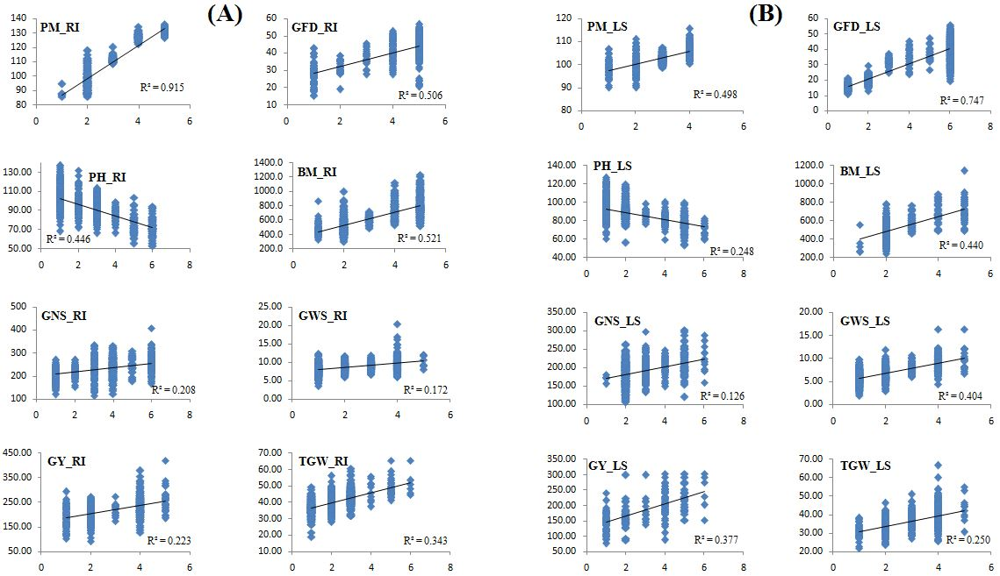 (A) (B)
PM_RI
140
130
120
110
100
90
80
0 2 4 6
R² = 0.915
GFD_RI
60
50
40
30
20
10
0 2 4 6
R² = 0.506
PM_LS
120
110
100
90
80
0 2 4 6
R² = 0.498
GFD_LS
60
50
40
30
20
10
0
0 2 4 6 8
R² = 0.747
PH_RI
130.00
110.00
90.00
70.00
50.00
0 2 4 6 8
R² = 0.446
BM_RI
1400.0
1200.0
1000.0
800.0
600.0
400.0
200.0
0 2 4 6
R² = 0.521
PH_LS
140.00
120.00
100.00
80.00
60.00
40.00
0 2 4 6 8
R² = 0.248
BM_LS
1200.0
1000.0
800.0
600.0
400.0
200.0
0 2 4 6
R² = 0.440
GNS_RI
500
400
300
200
100
0 2 4 6 8
R² = 0.208
GWS_RI
25.00
20.00
15.00
10.00
5.00
0.00
0 2 4 6
R² = 0.172
GNS_LS
350.00
300.00
250.00
200.00
150.00
100.00
0 2 4 6 8
R² = 0.126
GWS_LS
20.00
15.00
10.00
5.00
0.00
0 2 4 6
R² = 0.404
GY_RI
450.00
350.00
250.00
150.00
50.00
0 2 4 6
R² = 0.223
TGW_RI
70.00
60.00
50.00
40.00
30.00
20.00
10.00
0 2 4 6 8
R² = 0.343
GY_LS
350.00
300.00
250.00
200.00
150.00
100.00
50.00
0 2 4 6 8
R² = 0.377
TGW_LS
70.00
60.00
50.00
40.00
30.00
20.00
0 2 4 6
R² = 0.250